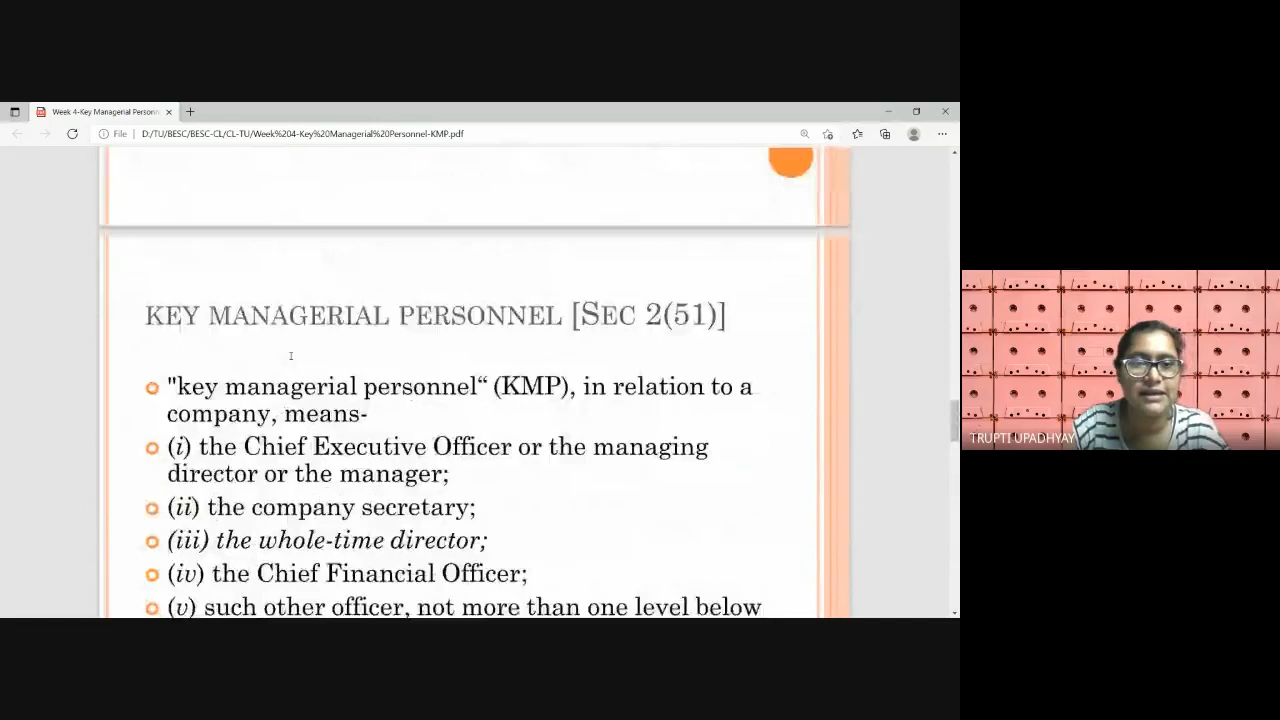 Week 4-Key Managerial Personn
File
D:/TU/BESC/BESC-CL/CL-TU/Week%204-Key%20Managerial%20Personnel-KMP.pdf
KEY MANAGERIAL PERSONNEL [SEC 2(51)]
"key managerial personnel“ (KMP), in relation to a
company, means-
(i) the Chief Executive Officer or the managing
director or the manager;
(ii) the company secretary;
(iii) the whole-time director;
(iv) the Chief Financial Officer;
(v) such other officer, not more than one level below
TRUPTI UPADHYAY